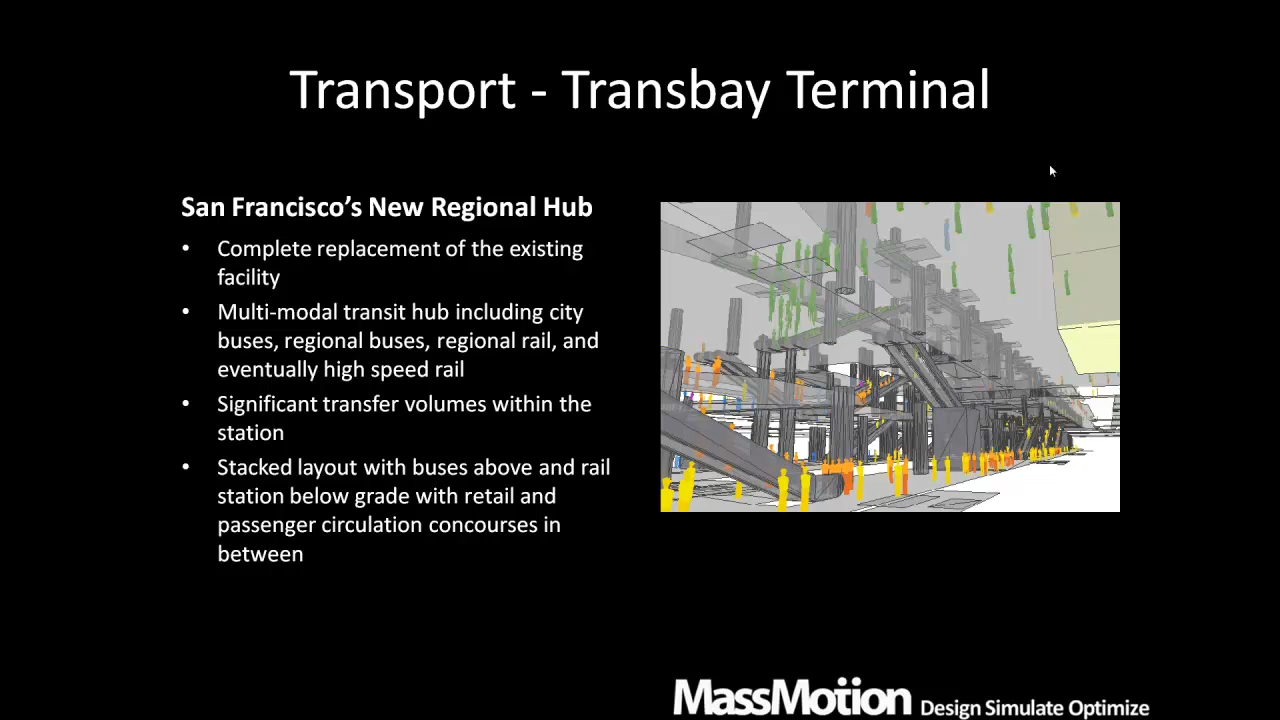 Transport - Transbay Terminal
San Francisco’s New Regional Hub
• Complete replacement of the existing
facility
• Multi-modal transit hub including city
buses, regional buses, regional rail, and
eventually high speed rail
• Significant transfer volumes within the
station
• Stacked layout with buses above and rail
station below grade with retail and
passenger circulation concourses in
between
MassMotion Design Simulate Optimize